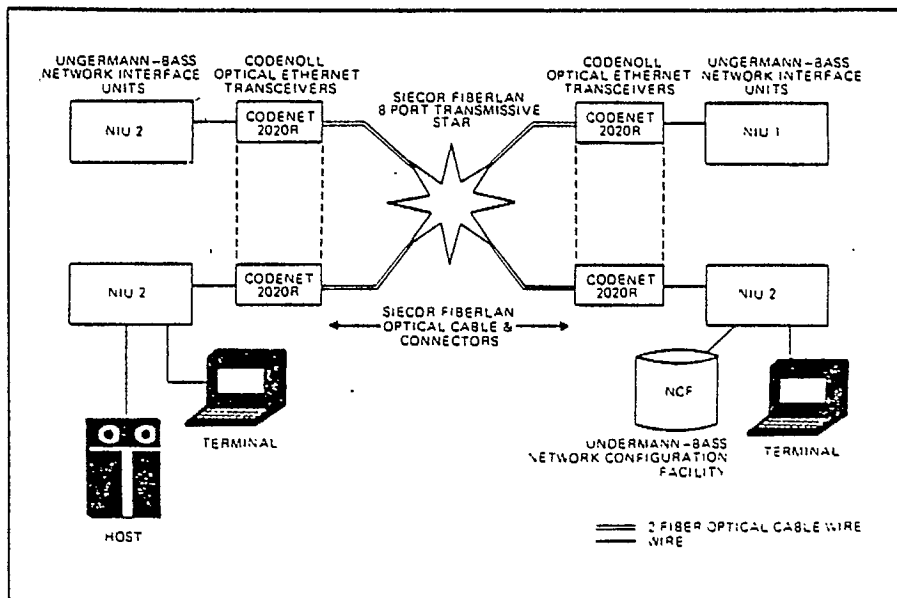 UNGERMANN-BASS
NETWORK INTERFACE
UNITS
CODENOLL
OPTICAL ETHERNET
TRANSCEIVERS
SIECOR FIBERLAN
8 PORT TRANSMISSIVE
STAR
CODENOLL
OPTICAL ETHERNET
TRANSCEIVERS
UNGERMANN-BASS
NETWORK INTERFACE
UNITS
NIU 2
CODENET
2020R
CODENET
2020R
NIU 1
NIU 2
CODENET
2020R
CODENET
2020R
NIU 2
SIECOR FIBERLAN
OPTICAL CABLE &
CONNECTORS
TERMINAL
HOST
UNDERMANN-BASS
NETWORK CONFIGURATION
FACILITY
TERMINAL
2 FIBER OPTICAL CABLE WIRE
WIRE